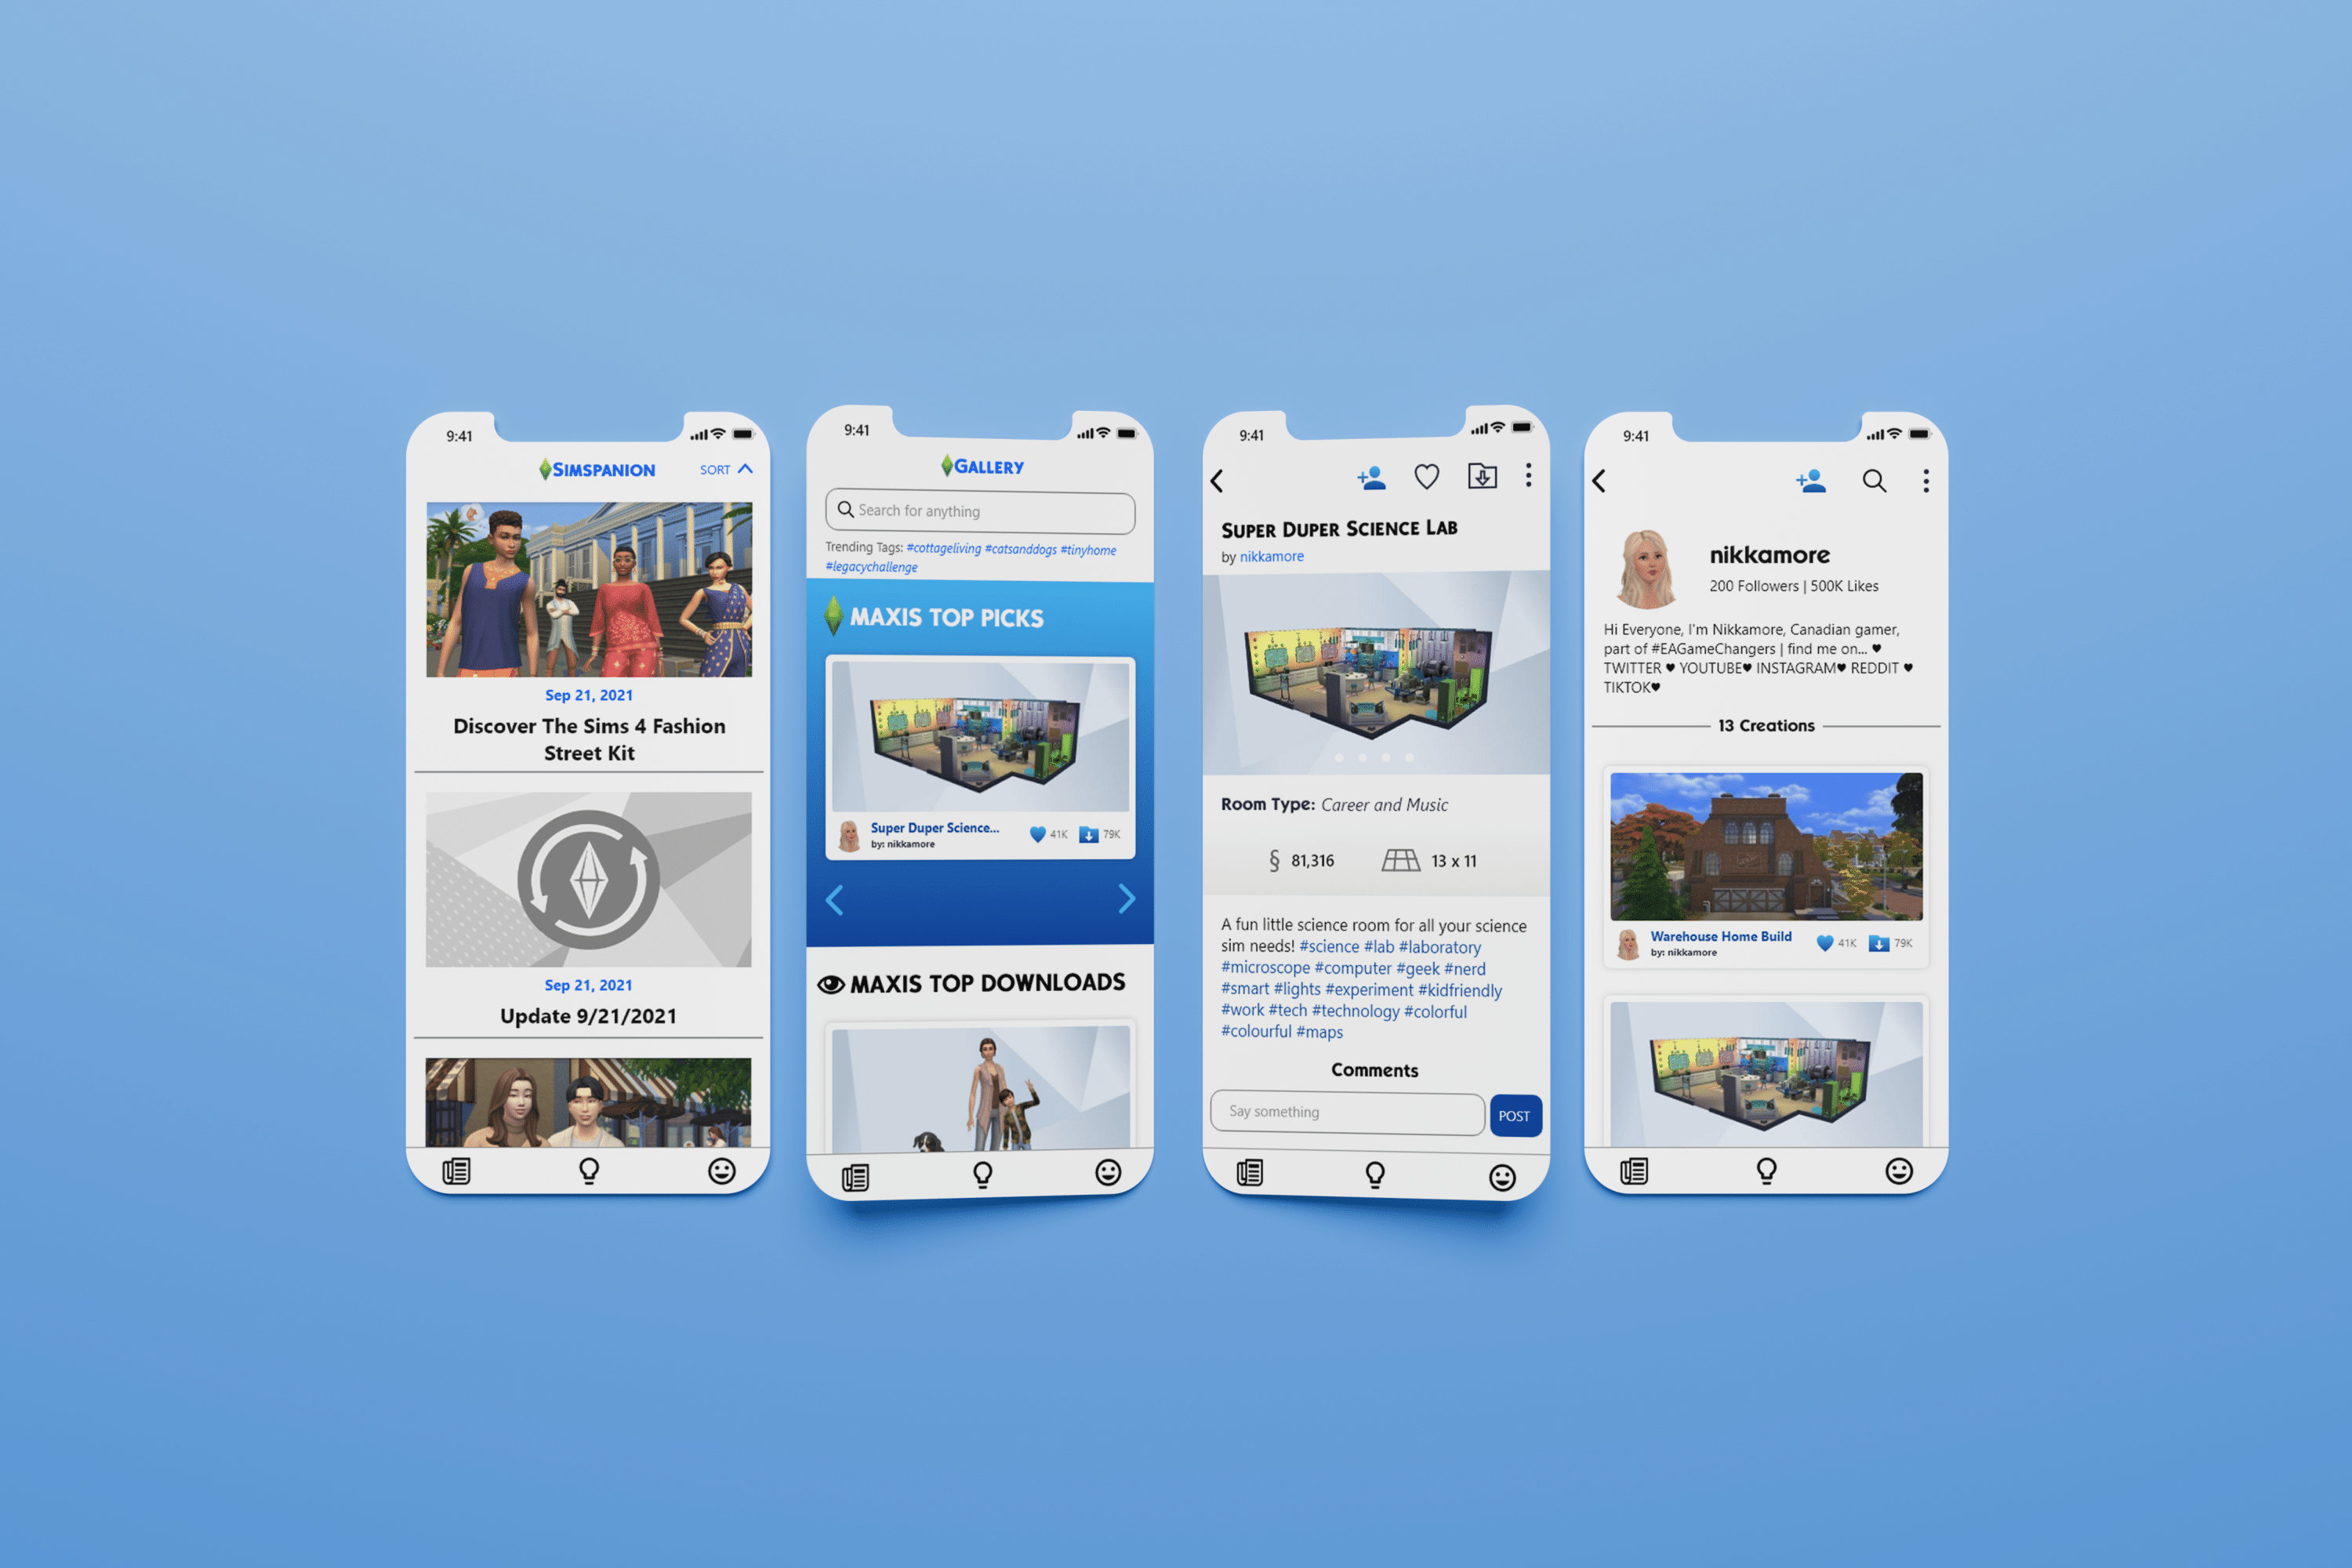 9:41
SIMSPANION
SORT
Sep 21, 2021
Discover The Sims 4 Fashion
Street Kit
Sep 21, 2021
Update 9/21/2021
9:41
GALLERY
Search for anything
Trending Tags: #cottageliving #catsanddogs #tinyhome
#legacychallenge
MAXIS TOP PICKS
Super Duper Science...
by: nikkamore
41K
79K
MAXIS TOP DOWNLOADS
9:41
SUPER DUPER SCIENCE LAB
by nikkamore
Room Type: Career and Music
§ 81,316
13 x 11
A fun little science room for all your science
sim needs! #science #lab #laboratory
#microscope #computer #geek #nerd
#smart #lights #experiment #kidfriendly
#work #tech #technology #colorful
#colourful #maps
Comments
Say something
POST
9:41
nikkamore
200 Followers | 500K Likes
Hi Everyone, I'm Nikkamore, Canadian gamer,
part of #EAGameChangers | find me on... ♥
TWITTER ♥ YOUTUBE♥ INSTAGRAM♥ REDDIT ♥
TIKTOK♥
13 Creations
Warehouse Home Build
by: nikkamore
41K
79K